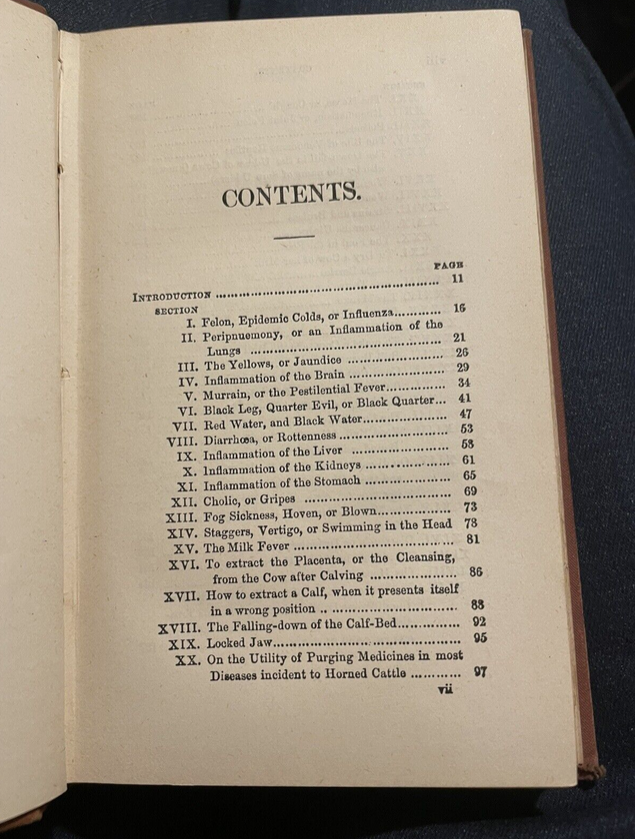 CONTENTS.
PAGE
INTRODUCTION ........................................ 11
SECTION
I. Felon, Epidemic Colds, or Influenza........... 16
II. Peripnuemony, or an Inflammation of the
Lungs ........................................ 21
III. The Yellows, or Jaundice ...................... 26
IV. Inflammation of the Brain ...................... 29
V. Murrain, or the Pestilential Fever.............. 34
VI. Black Leg, Quarter Evil, or Black Quarter... 41
VII. Red Water, and Black Water.................. 47
VIII. Diarrhœa, or Rottenness ........................ 53
IX. Inflammation of the Liver ...................... 58
X. Inflammation of the Kidneys .................. 61
XI. Inflammation of the Stomach .................. 65
XII. Cholic, or Gripes ................................ 69
XIII. Fog Sickness, Hoven, or Blown............... 73
XIV. Staggers, Vertigo, or Swimming in the Head 78
XV. The Milk Fever .................................. 81
XVI. To extract the Placenta, or the Cleansing,
from the Cow after Calving .................. 86
XVII. How to extract a Calf, when it presents itself
in a wrong position .. .......................... 88
XVIII. The Falling-down of the Calf-Bed............. 92
XIX. Locked Jaw........................................ 95
XX. On the Utility of Purging Medicines in most
Diseases incident to Horned Cattle ........... 97
vii